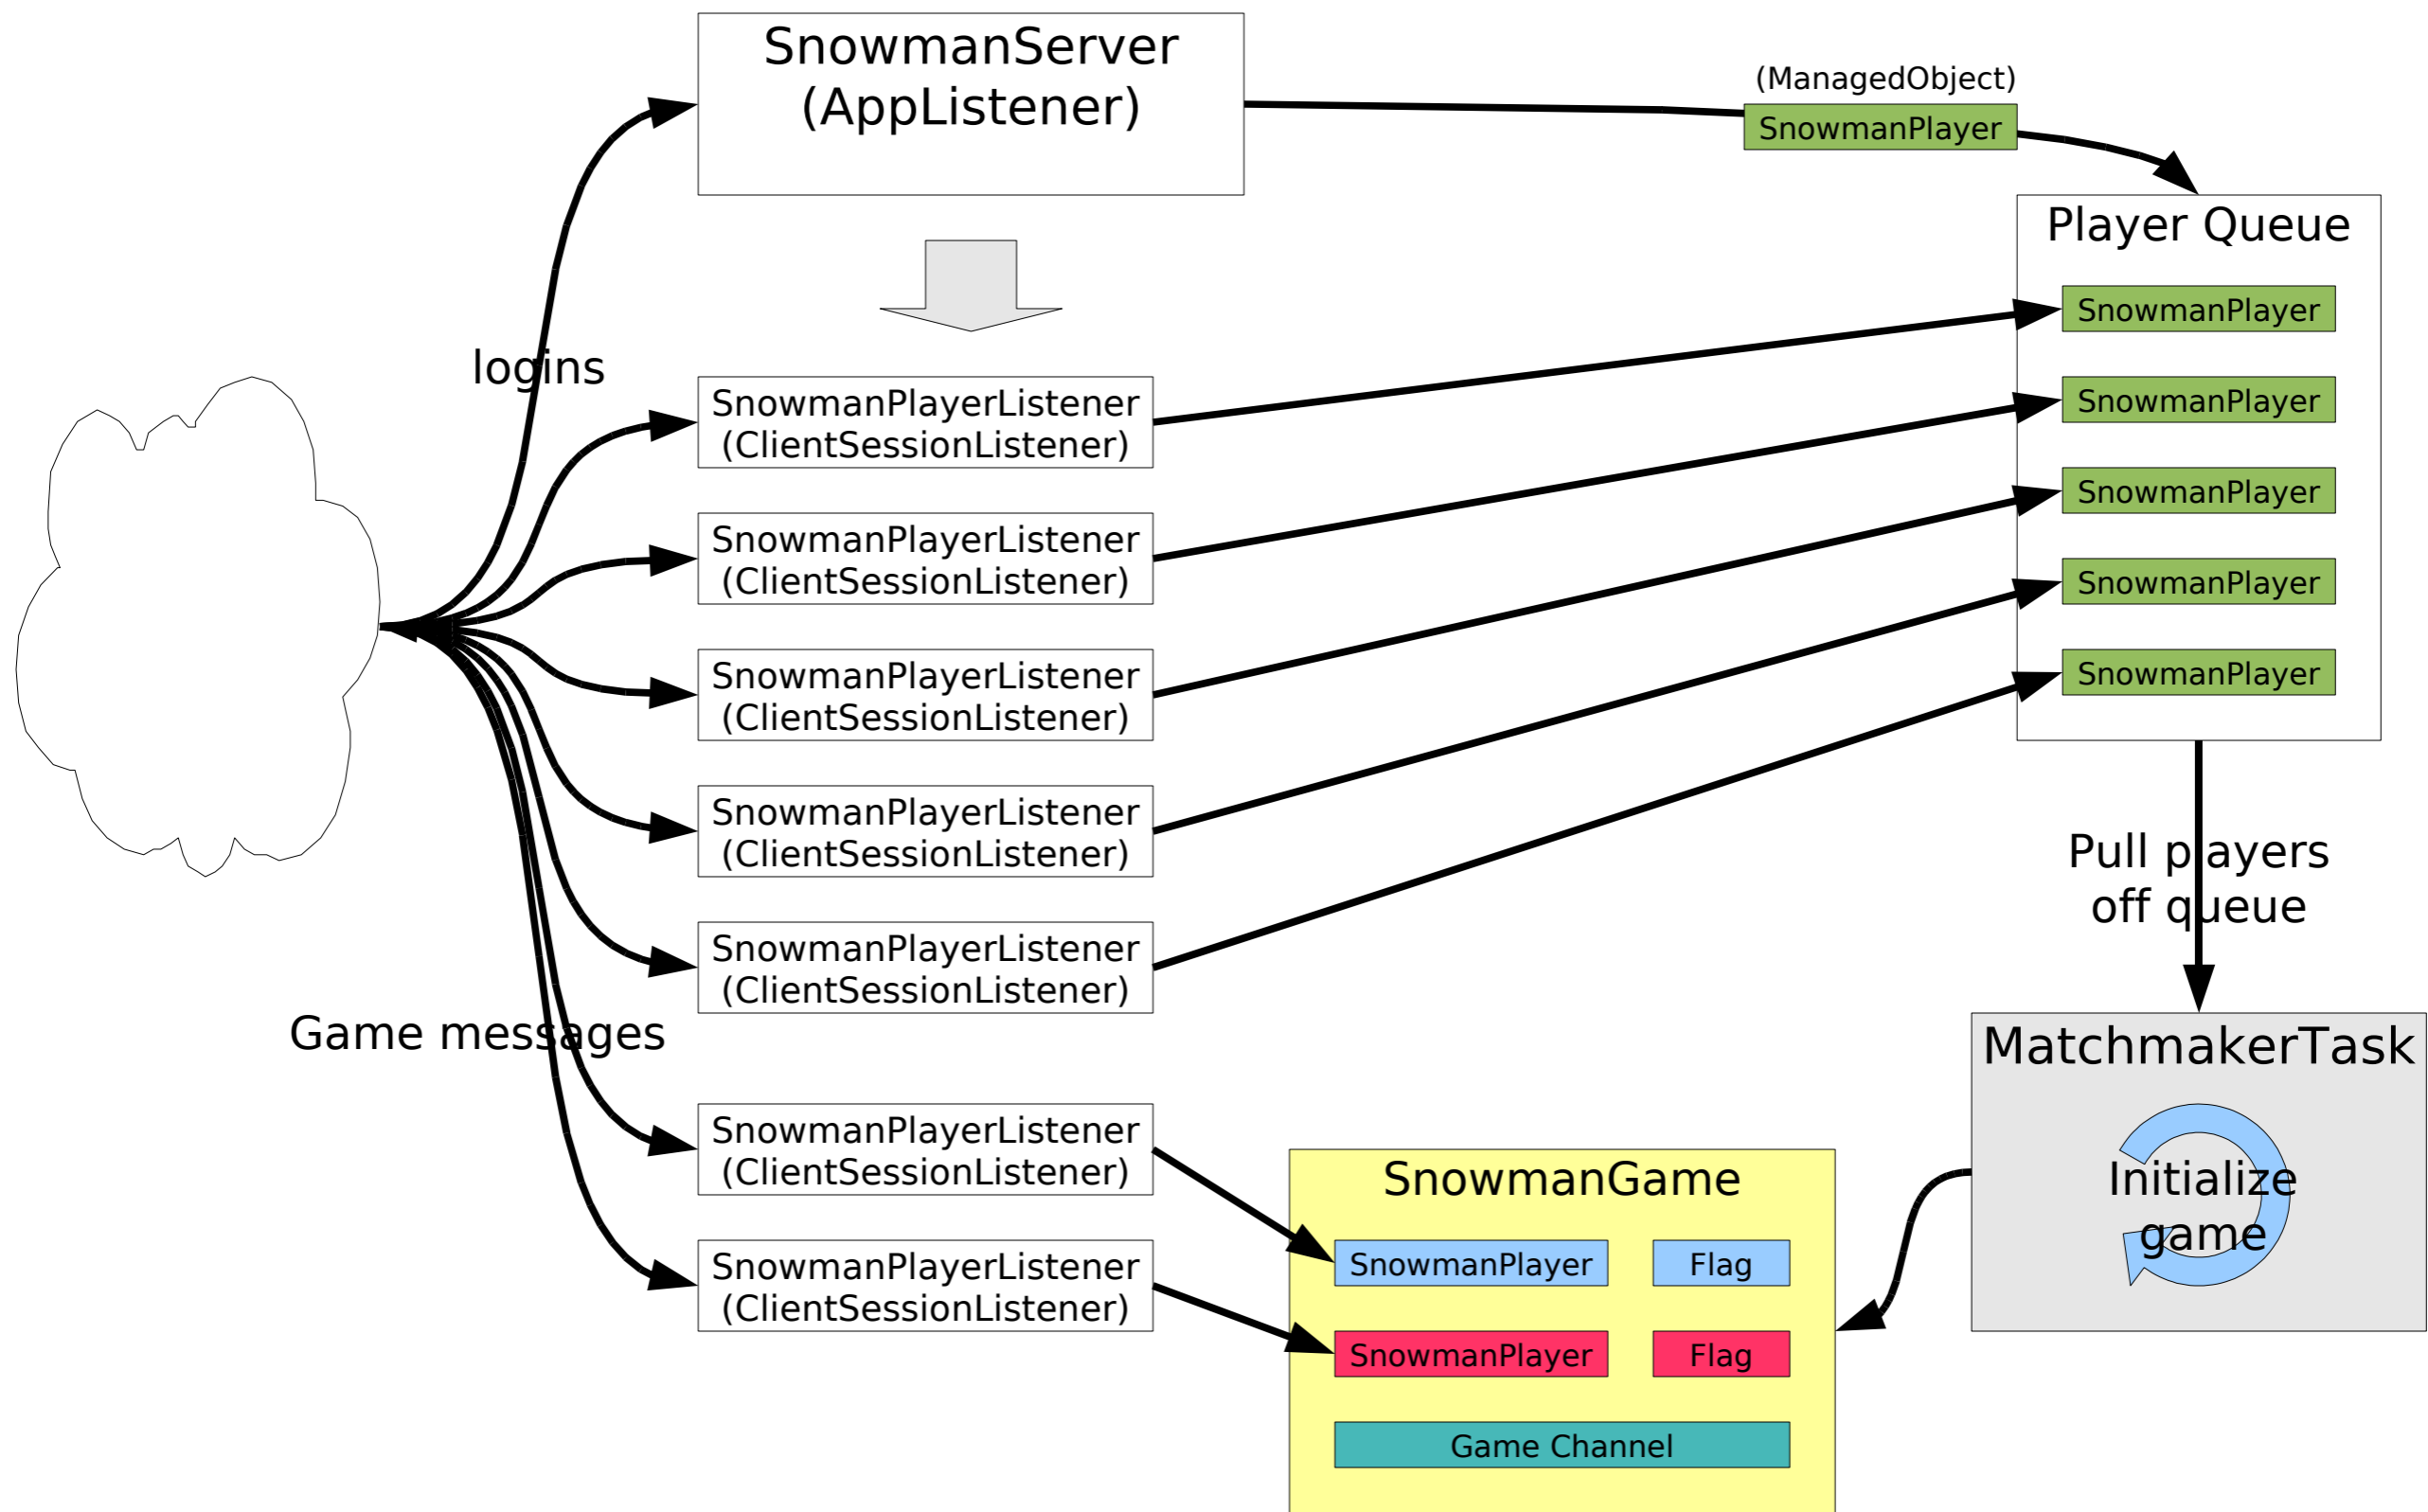 SnowmanServer
(AppListener)
(ManagedObject)
SnowmanPlayer
Player Queue
SnowmanPlayer
SnowmanPlayer
SnowmanPlayer
SnowmanPlayer
SnowmanPlayer
logins
SnowmanPlayerListener
(ClientSessionListener)
SnowmanPlayerListener
(ClientSessionListener)
SnowmanPlayerListener
(ClientSessionListener)
SnowmanPlayerListener
(ClientSessionListener)
SnowmanPlayerListener
(ClientSessionListener)
Pull players
off queue
Game messages
MatchmakerTask
Initialize
game
SnowmanPlayerListener
(ClientSessionListener)
SnowmanPlayerListener
(ClientSessionListener)
SnowmanGame
SnowmanPlayer
Flag
SnowmanPlayer
Flag
Game Channel